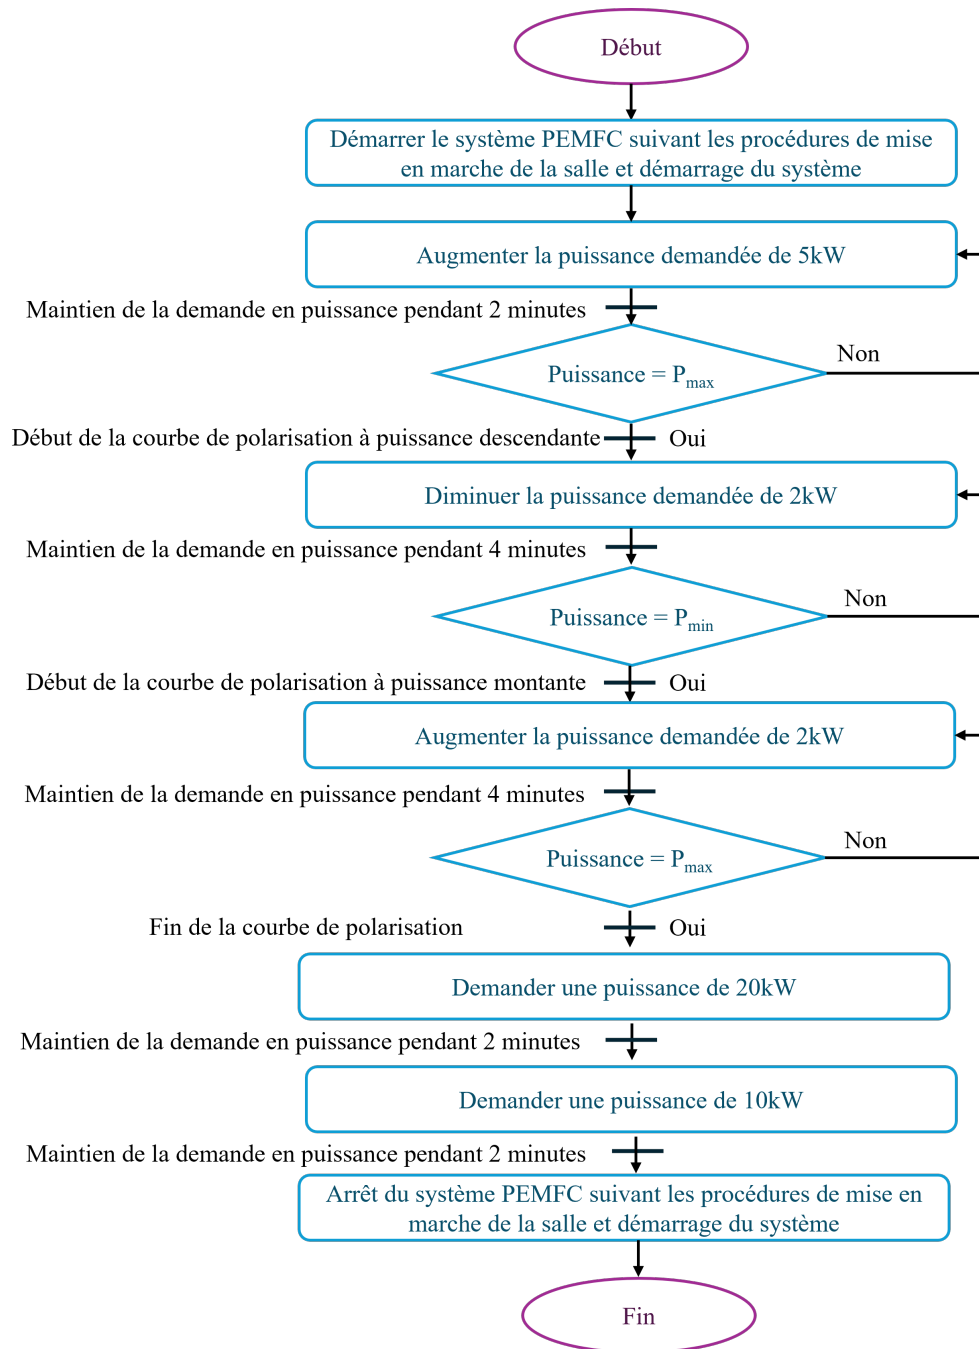 Début
Démarrer le système PEMFC suivant les procédures de mise
en marche de la salle et démarrage du système
Augmenter la puissance demandée de 5kW
Maintien de la demande en puissance pendant 2 minutes
Non
Puissance = Pmax
Début de la courbe de polarisation à puissance descendante
Oui
Diminuer la puissance demandée de 2kW
Maintien de la demande en puissance pendant 4 minutes
Non
Puissance = Pmin
Début de la courbe de polarisation à puissance montante
Oui
Augmenter la puissance demandée de 2kW
Maintien de la demande en puissance pendant 4 minutes
Non
Puissance = Pmax
Fin de la courbe de polarisation
Oui
Demander une puissance de 20kW
Maintien de la demande en puissance pendant 2 minutes
Demander une puissance de 10kW
Maintien de la demande en puissance pendant 2 minutes
Arrêt du système PEMFC suivant les procédures de mise en
marche de la salle et démarrage du système
Fin